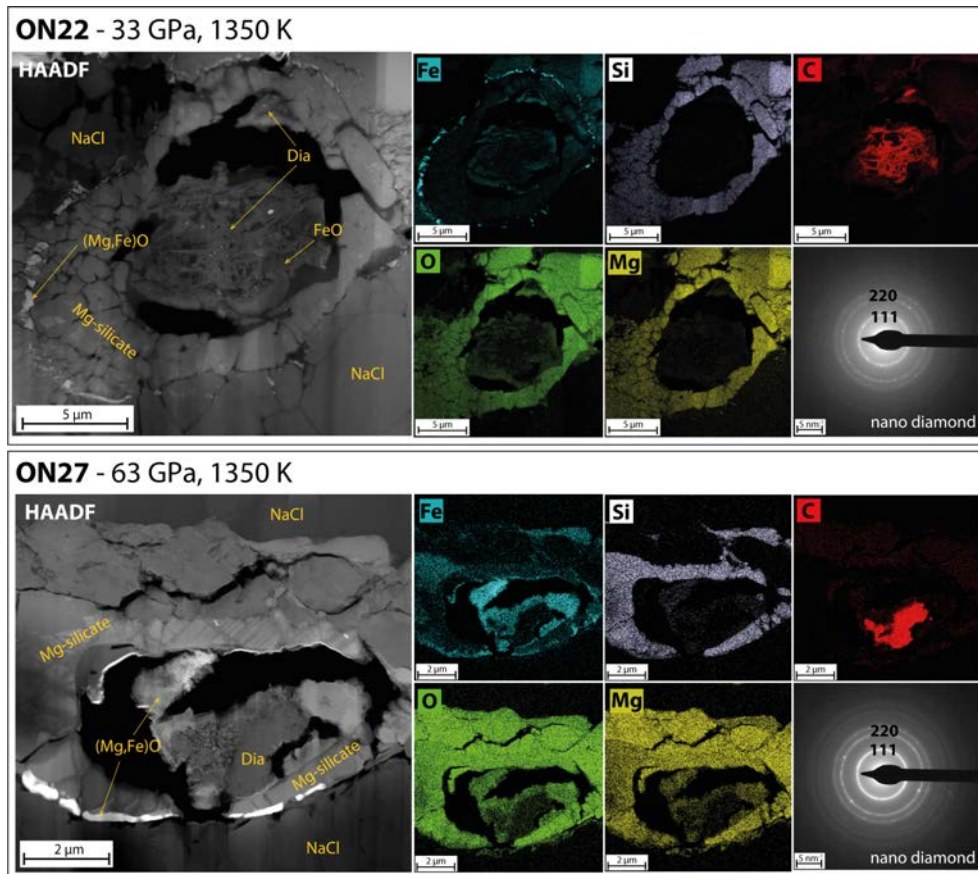 ON22 - 33 GPa, 1350 K
HAADF
NaCl
Dia
FeO
(Mg,Fe)O
Mg-silicate
NaCl
5 µm
Fe
5 µm
Si
5 µm
C
5 µm
O
5 µm
Mg
5 µm
220
111
5 nm⁻¹
nano diamond
ON27 - 63 GPa, 1350 K
HAADF
NaCl
Mg-silicate
(Mg,Fe)O
Dia
Mg-silicate
NaCl
2 µm
Fe
2 µm
Si
2 µm
C
2 µm
O
2 µm
Mg
2 µm
220
111
5 nm⁻¹
nano diamond